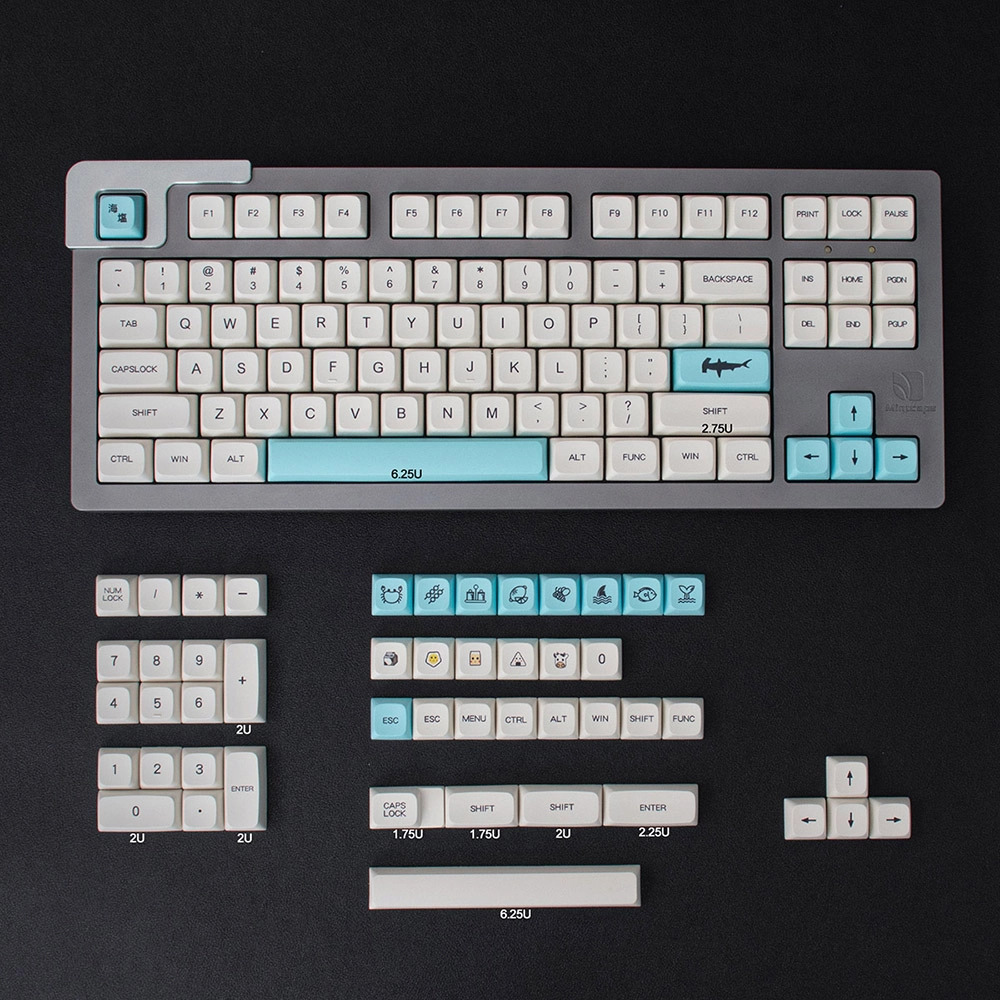 海塩 F1 F2 F3 F4 F5 F6 F7 F8 F9 F10 F11 F12 PRINT LOCK PAUSE
~ ! @ # $ % ^ & * ( ) − =
` 1 2 3 4 5 6 7 8 9 0 − + BACKSPACE INS HOME PGDN
TAB Q W E R T Y U I O P [ { ] } \ | DEL END PGUP
CAPSLOCK A S D F G H J K L : ; " ,
SHIFT Z X C V B N M < , > . ? / SHIFT ↑
2.75U
CTRL WIN ALT ALT FUNC WIN CTRL ← ↓ →
6.25U
NUM LOCK / * −
7 8 9 +
4 5 6
2U
1 2 3 ENTER
0 .
2U 2U
0
ESC ESC MENU CTRL ALT WIN SHIFT FUNC
CAPS LOCK SHIFT SHIFT ENTER
1.75U 1.75U 2U 2.25U
↑
← ↓ →
6.25U